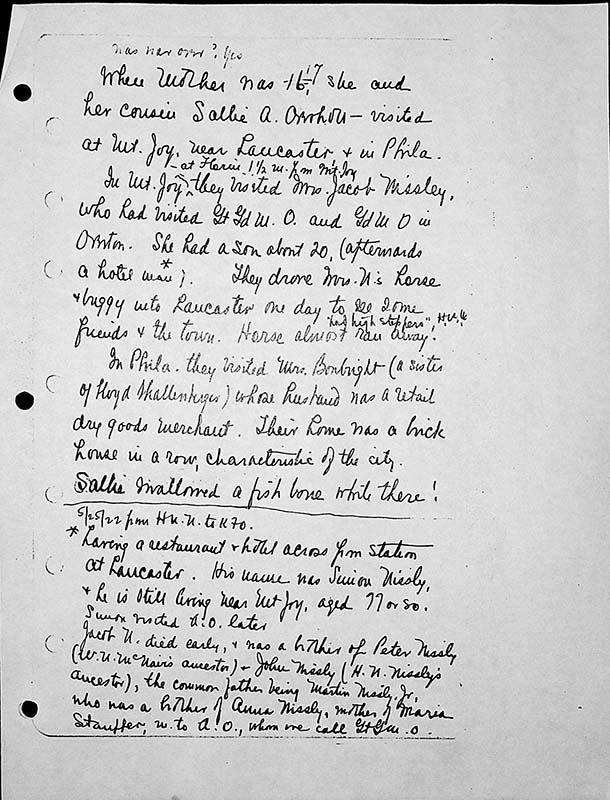 was war over? Yes
When Mother was 16 17 she and
her cousin Sallie A. Overholt – visited
at Mt. Joy, near Lancaster & in Phila.
– at Florin 1 1/2 m. fm Mt. Joy
In Mt. Joy, they visited Mrs. Jacob Nissley,
who had visited Gt Gd M. O. and Gd M O in
Overton. She had a son about 20, (afterwards
a hotel man*). They drove Mrs. N's horse
& buggy into Lancaster one day to see some
"had high steppers", H.N.N.
friends & the town. Horse almost ran away.
In Phila. they visited Mrs. Bonbright (a sister
of Lloyd Shallenberger) whose husband was a retail
dry goods merchant. Their home was a brick
house in a row, characteristic of the city.
Sallie swallowed a fish bone while there!
5/25/22 from H.N.N. to K70.
* having a restaurant & hotel across fm station
at Lancaster. His name was Simon Nissly,
& he is still living near Mt Joy, aged 79 or 80.
Simon visited A.O. later
Jacob N. died early, & was a brother of Peter Nissly
(W.N. McNair's ancestor) & John Nissly (H.N. Nissly's
ancestor), the common father being Martin Nissly, Jr,
who was a brother of Anna Nissly, mother of Maria
Stauffer, w. to A.O., whom we call Gt Gd M. O.